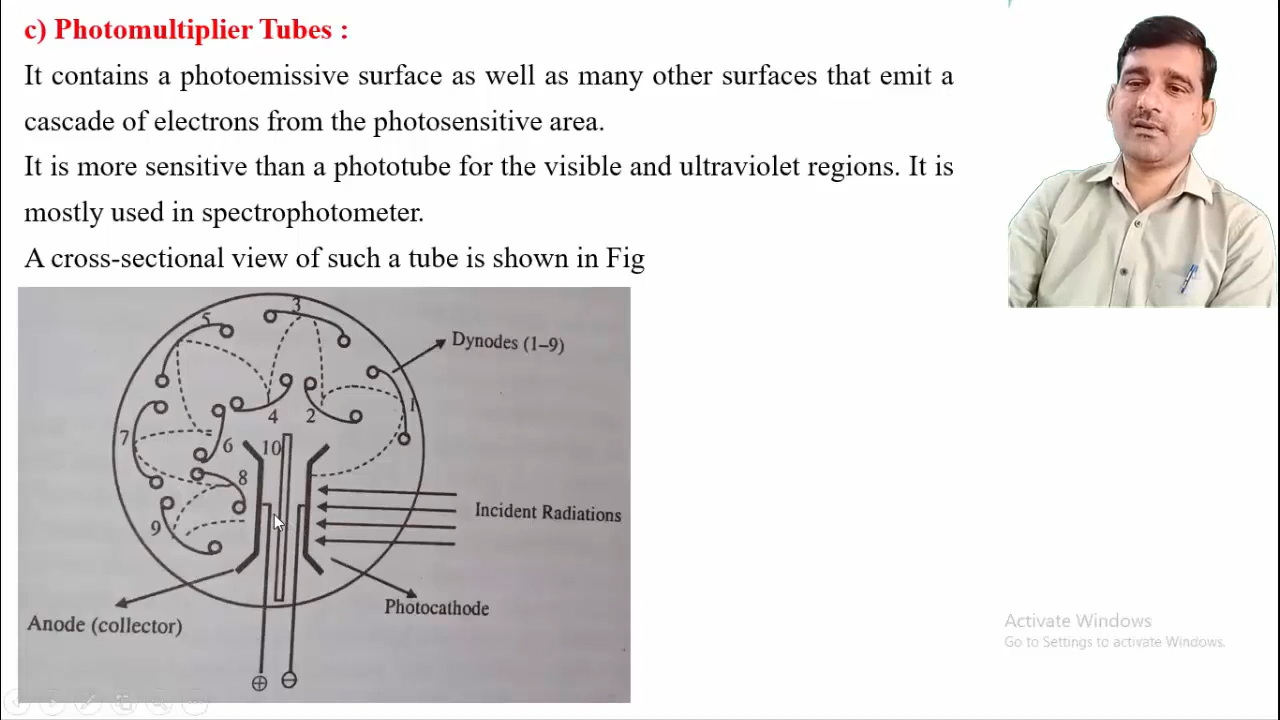 c) Photomultiplier Tubes :
It contains a photoemissive surface as well as many other surfaces that emit a
cascade of electrons from the photosensitive area.
It is more sensitive than a phototube for the visible and ultraviolet regions. It is
mostly used in spectrophotometer.
A cross-sectional view of such a tube is shown in Fig
3
5
Dynodes (1–9)
1
4
2
7
6
10
8
9
Incident Radiations
Photocathode
Anode (collector)
+
−
Activate Windows
Go to Settings to activate Windows.